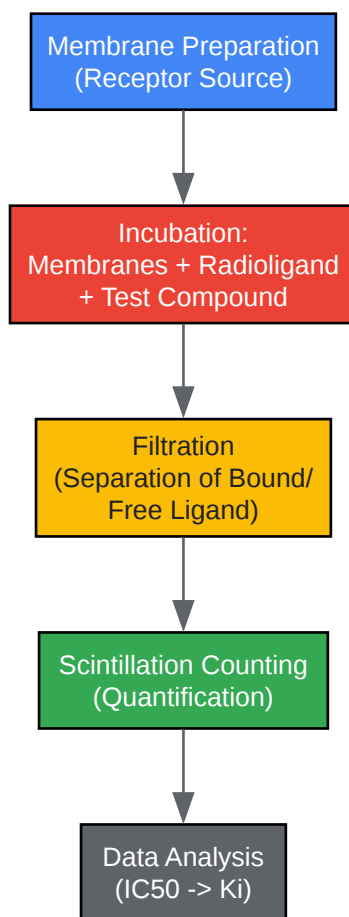 Membrane Preparation
(Receptor Source)
Incubation:
Membranes + Radioligand
+ Test Compound
Filtration
(Separation of Bound/
Free Ligand)
Scintillation Counting
(Quantification)
Data Analysis
(IC50 -> Ki)